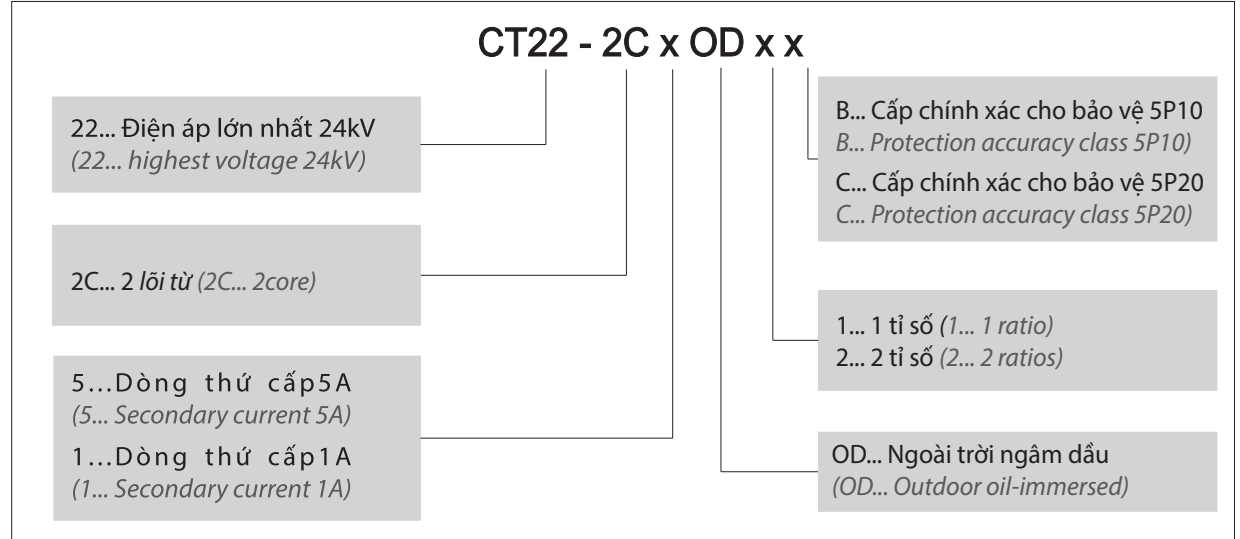 CT22 - 2C x OD x x
22... Điện áp lớn nhất 24kV
(22... highest voltage 24kV)
2C... 2 lõi từ (2C... 2core)
5...Dòng thứ cấp5A
(5... Secondary current 5A)
1...Dòng thứ cấp1A
(1... Secondary current 1A)
B... Cấp chính xác cho bảo vệ 5P10
B... Protection accuracy class 5P10)
C... Cấp chính xác cho bảo vệ 5P20
C... Protection accuracy class 5P20)
1... 1 tỉ số (1... 1 ratio)
2... 2 tỉ số (2... 2 ratios)
OD... Ngoài trời ngâm dầu
(OD... Outdoor oil-immersed)